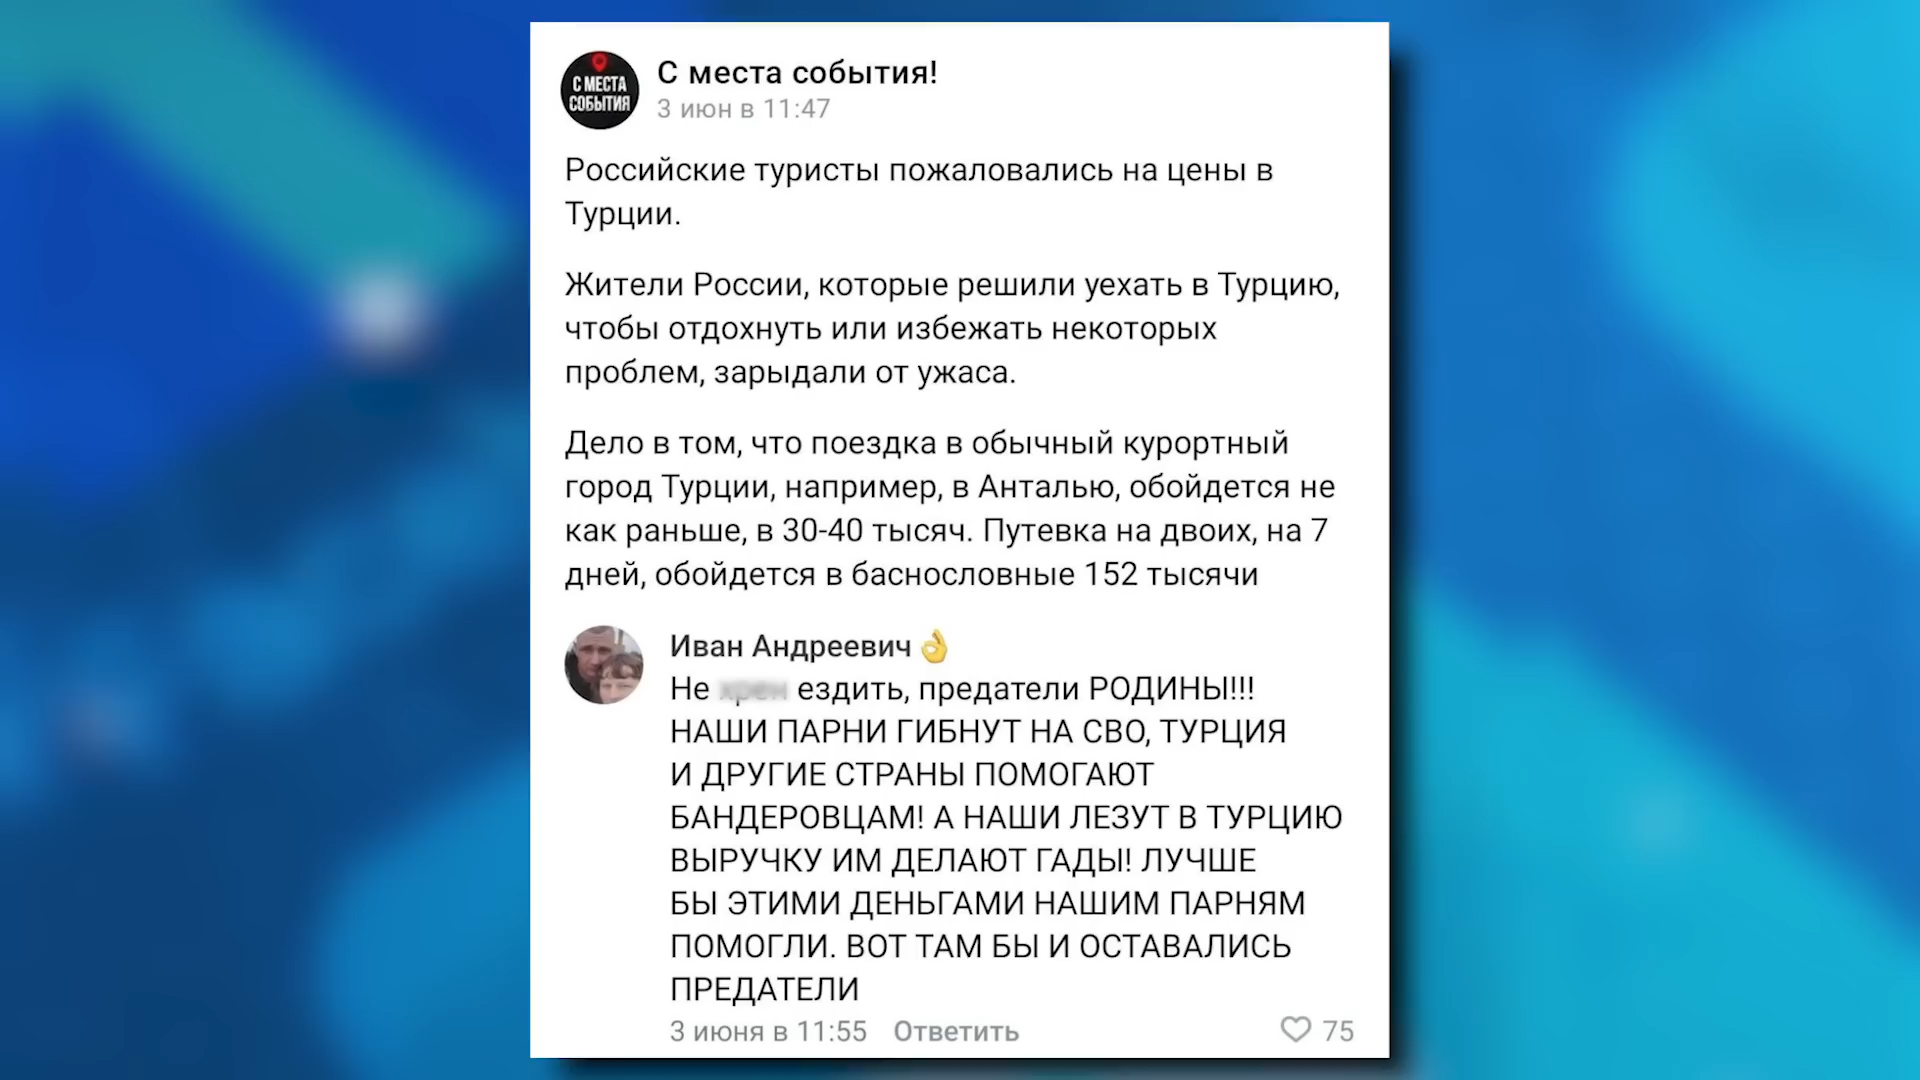 С МЕСТА
СОБЫТИЯ
С места события!
3 июн в 11:47
Российские туристы пожаловались на цены в
Турции.
Жители России, которые решили уехать в Турцию,
чтобы отдохнуть или избежать некоторых
проблем, зарыдали от ужаса.
Дело в том, что поездка в обычный курортный
город Турции, например, в Анталью, обойдется не
как раньше, в 30-40 тысяч. Путевка на двоих, на 7
дней, обойдется в баснословные 152 тысячи
Иван Андреевич👌
Не ездить, предатели РОДИНЫ!!!
НАШИ ПАРНИ ГИБНУТ НА СВО, ТУРЦИЯ
И ДРУГИЕ СТРАНЫ ПОМОГАЮТ
БАНДЕРОВЦАМ! А НАШИ ЛЕЗУТ В ТУРЦИЮ
ВЫРУЧКУ ИМ ДЕЛАЮТ ГАДЫ! ЛУЧШЕ
БЫ ЭТИМИ ДЕНЬГАМИ НАШИМ ПАРНЯМ
ПОМОГЛИ. ВОТ ТАМ БЫ И ОСТАВАЛИСЬ
ПРЕДАТЕЛИ
3 июня в 11:55 Ответить 75